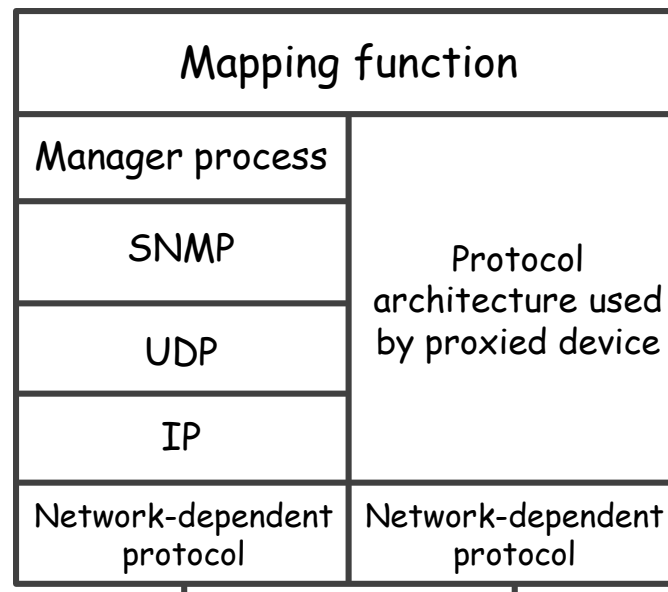 Mapping function
Manager process
SNMP
UDP
IP
Network-dependent
protocol
Protocol
architecture used
by proxied device
Network-dependent
protocol